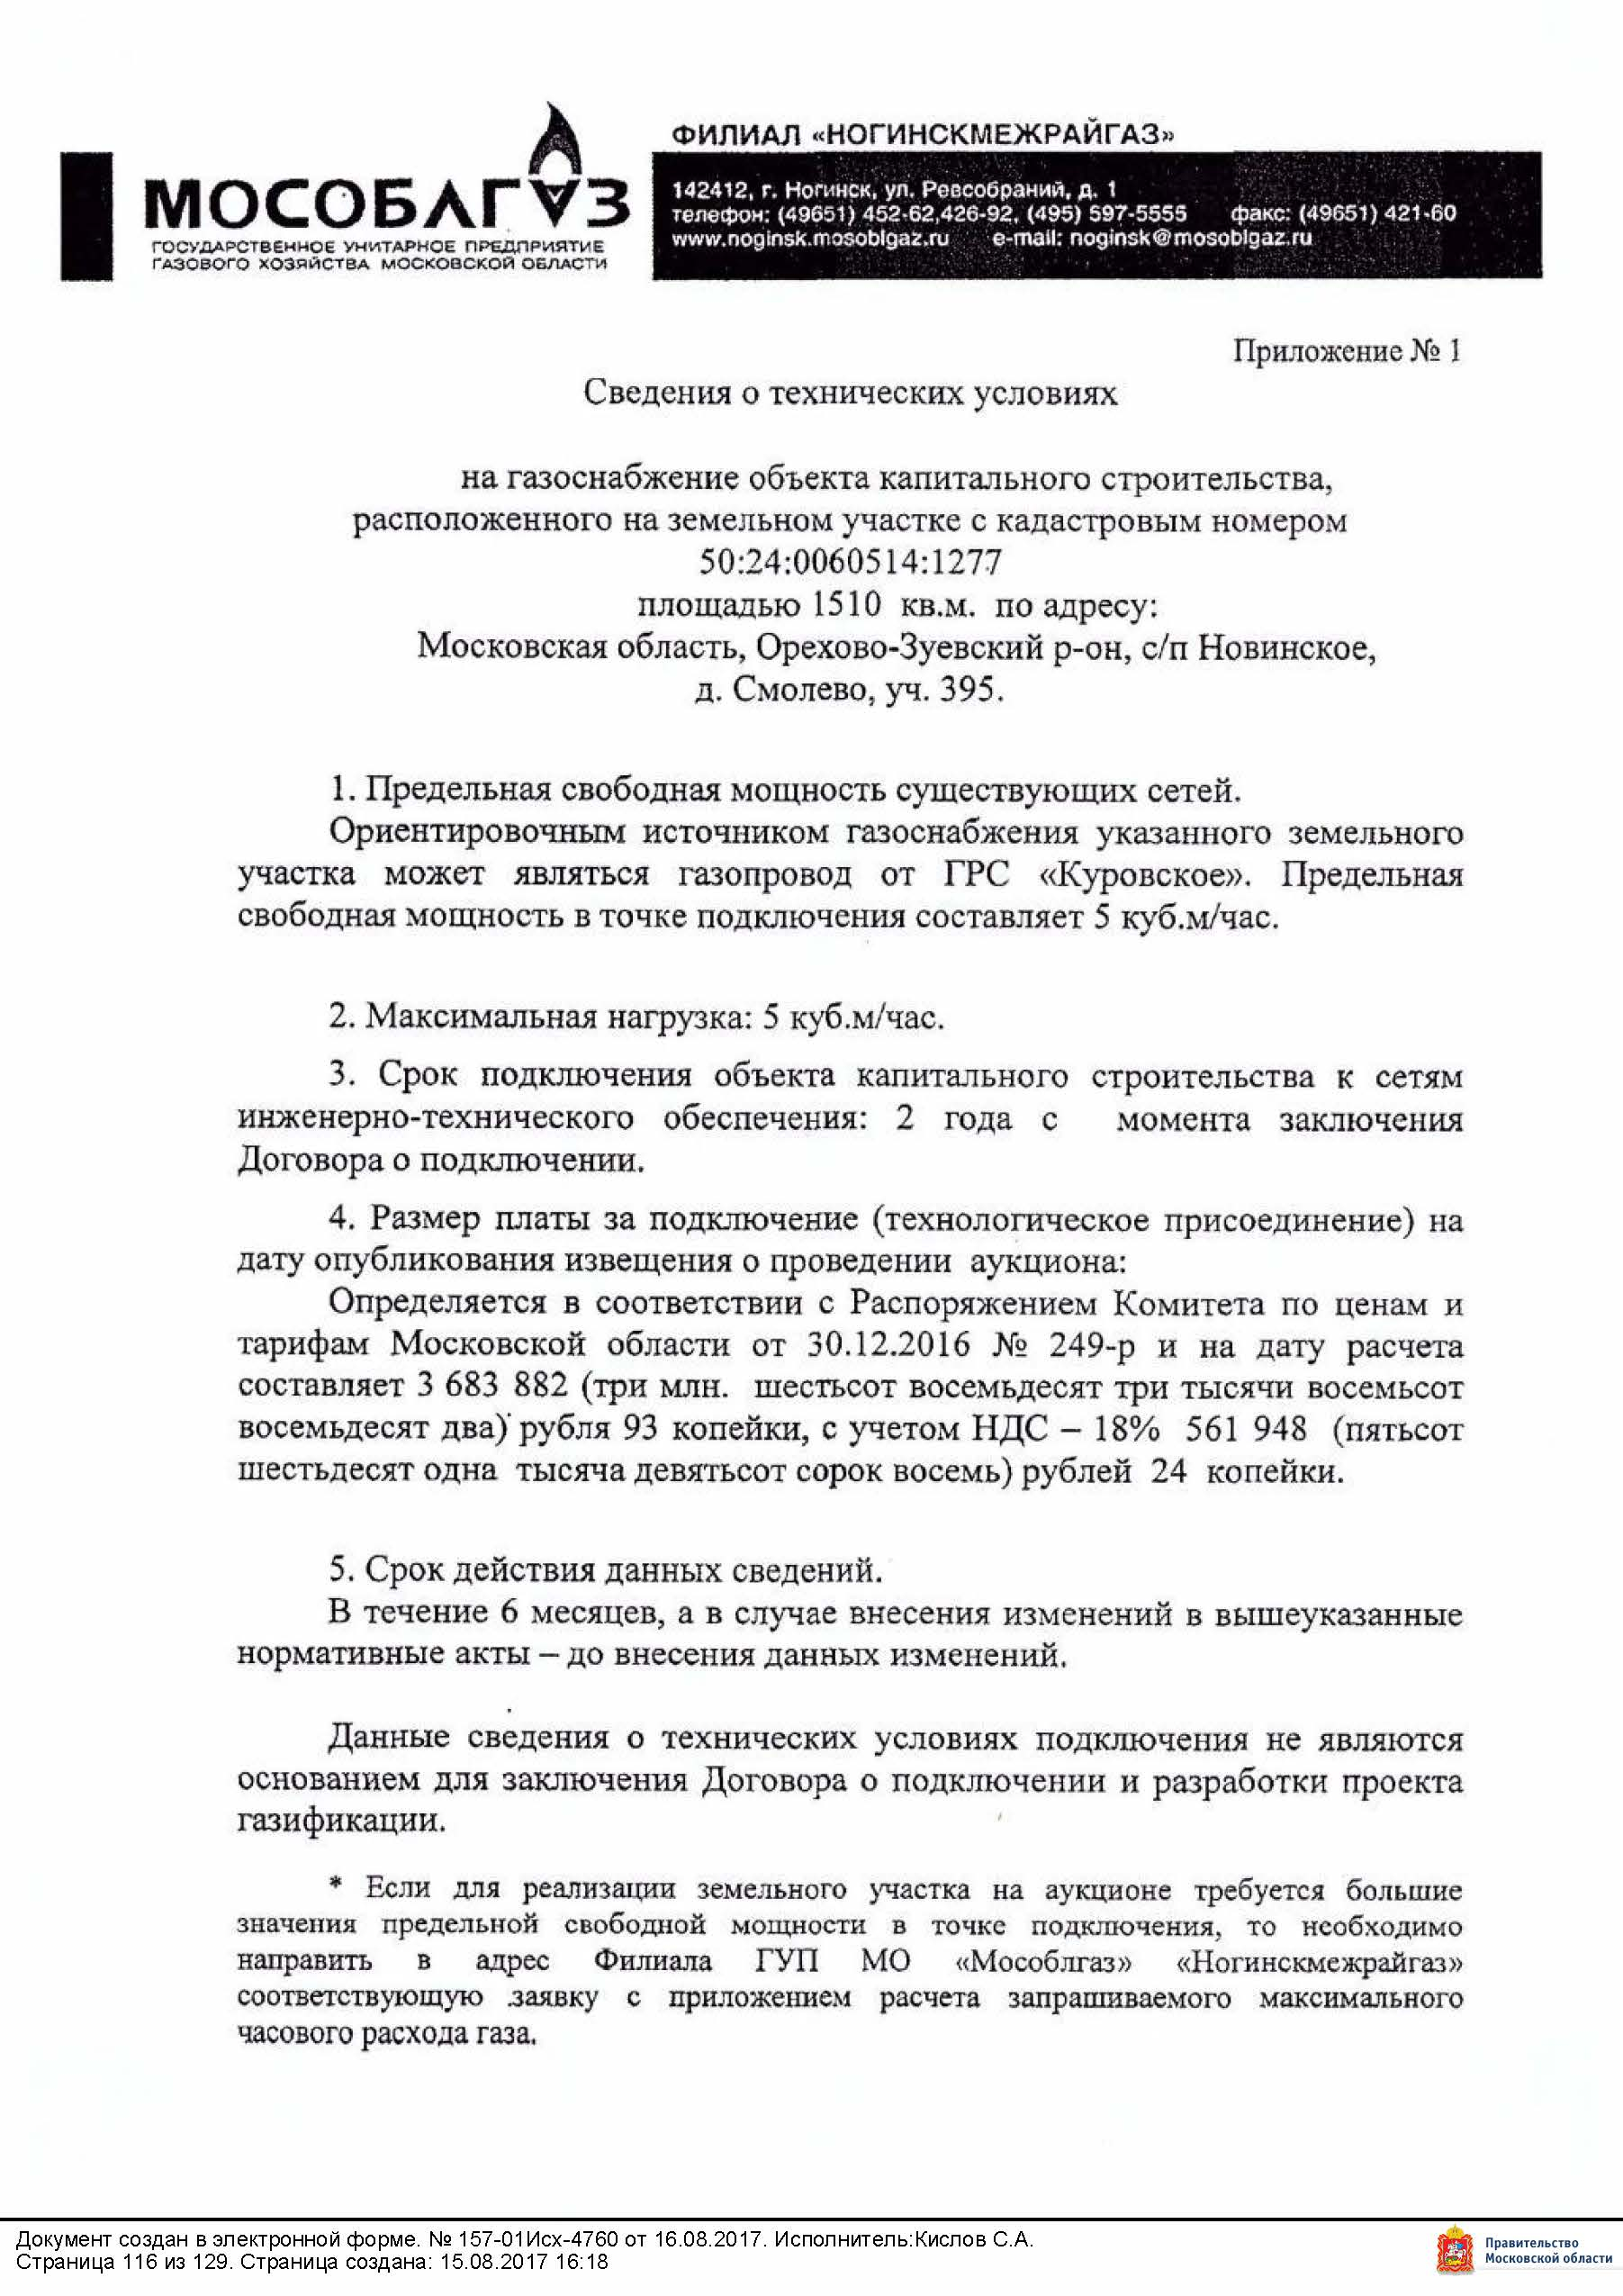 ФИЛИАЛ «НОГИНСКМЕЖРАЙГАЗ»
МОСОБЛГАЗ
ГОСУДАРСТВЕННОЕ УНИТАРНОЕ ПРЕДПРИЯТИЕ
ГАЗОВОГО ХОЗЯЙСТВА МОСКОВСКОЙ ОБЛАСТИ
142412, г. Ногинск, ул. Ревсобраний, д. 1
телефон: (49651) 452-62,426-92, (495) 597-5555 факс: (49651) 421-60
www.noginsk.mosoblgaz.ru e-mail: noginsk@mosoblgaz.ru
Приложение № 1
Сведения о технических условиях
на газоснабжение объекта капитального строительства,
расположенного на земельном участке с кадастровым номером
50:24:0060514:1277
площадью 1510 кв.м. по адресу:
Московская область, Орехово-Зуевский р-он, с/п Новинское,
д. Смолево, уч. 395.
1. Предельная свободная мощность существующих сетей.
Ориентировочным источником газоснабжения указанного земельного
участка может являться газопровод от ГРС «Куровское». Предельная
свободная мощность в точке подключения составляет 5 куб.м/час.
2. Максимальная нагрузка: 5 куб.м/час.
3. Срок подключения объекта капитального строительства к сетям
инженерно-технического обеспечения: 2 года с момента заключения
Договора о подключении.
4. Размер платы за подключение (технологическое присоединение) на
дату опубликования извещения о проведении аукциона:
Определяется в соответствии с Распоряжением Комитета по ценам и
тарифам Московской области от 30.12.2016 № 249-р и на дату расчета
составляет 3 683 882 (три млн. шестьсот восемьдесят три тысячи восемьсот
восемьдесят два) рубля 93 копейки, с учетом НДС – 18% 561 948 (пятьсот
шестьдесят одна тысяча девятьсот сорок восемь) рублей 24 копейки.
5. Срок действия данных сведений.
В течение 6 месяцев, а в случае внесения изменений в вышеуказанные
нормативные акты – до внесения данных изменений.
Данные сведения о технических условиях подключения не являются
основанием для заключения Договора о подключении и разработки проекта
газификации.
* Если для реализации земельного участка на аукционе требуется большие
значения предельной свободной мощности в точке подключения, то необходимо
направить в адрес Филиала ГУП МО «Мособлгаз» «Ногинскмежрайгаз»
соответствующую заявку с приложением расчета запрашиваемого максимального
часового расхода газа.
Документ создан в электронной форме. № 157-01Исх-4760 от 16.08.2017. Исполнитель:Кислов С.А.
Страница 116 из 129. Страница создана: 15.08.2017 16:18
Правительство
Московской области